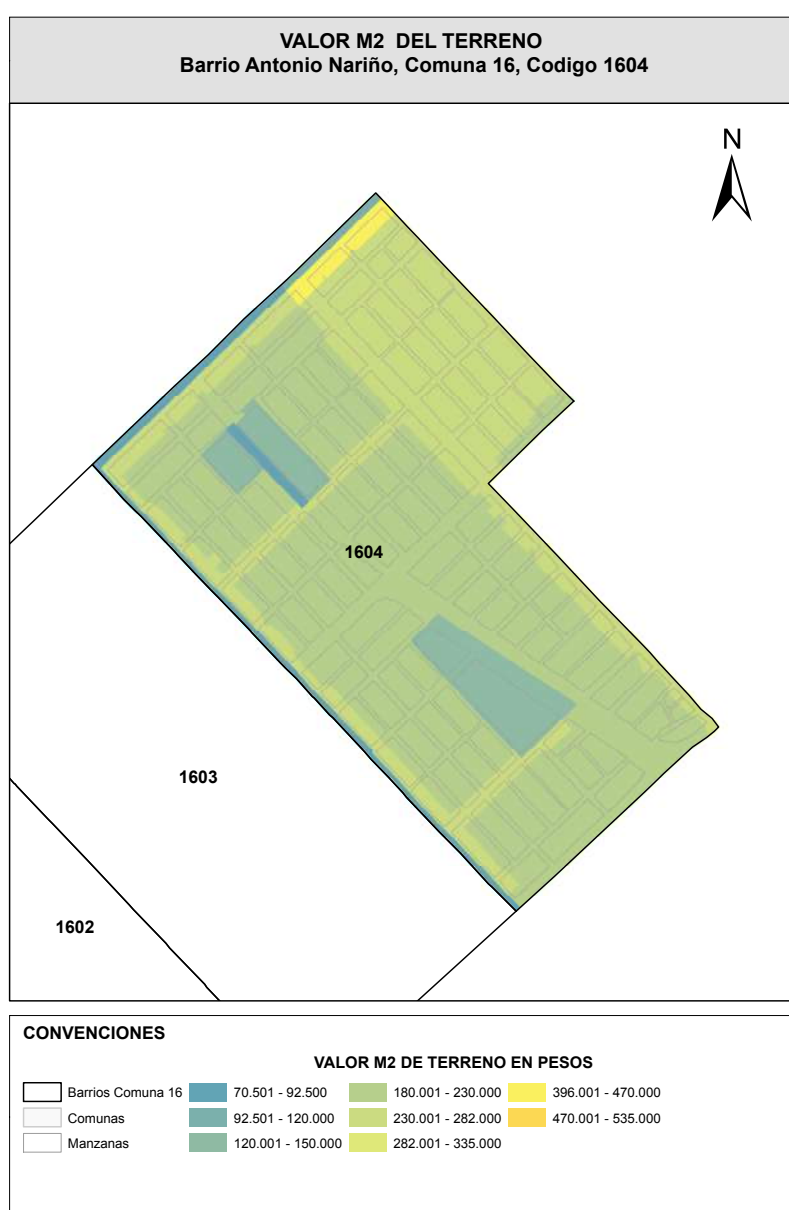 VALOR M2 DEL TERRENO
Barrio Antonio Nariño, Comuna 16, Codigo 1604
N
1604
1603
1602
CONVENCIONES
VALOR M2 DE TERRENO EN PESOS
Barrios Comuna 16
Comunas
Manzanas
70.501 - 92.500
92.501 - 120.000
120.001 - 150.000
180.001 - 230.000
230.001 - 282.000
282.001 - 335.000
396.001 - 470.000
470.001 - 535.000